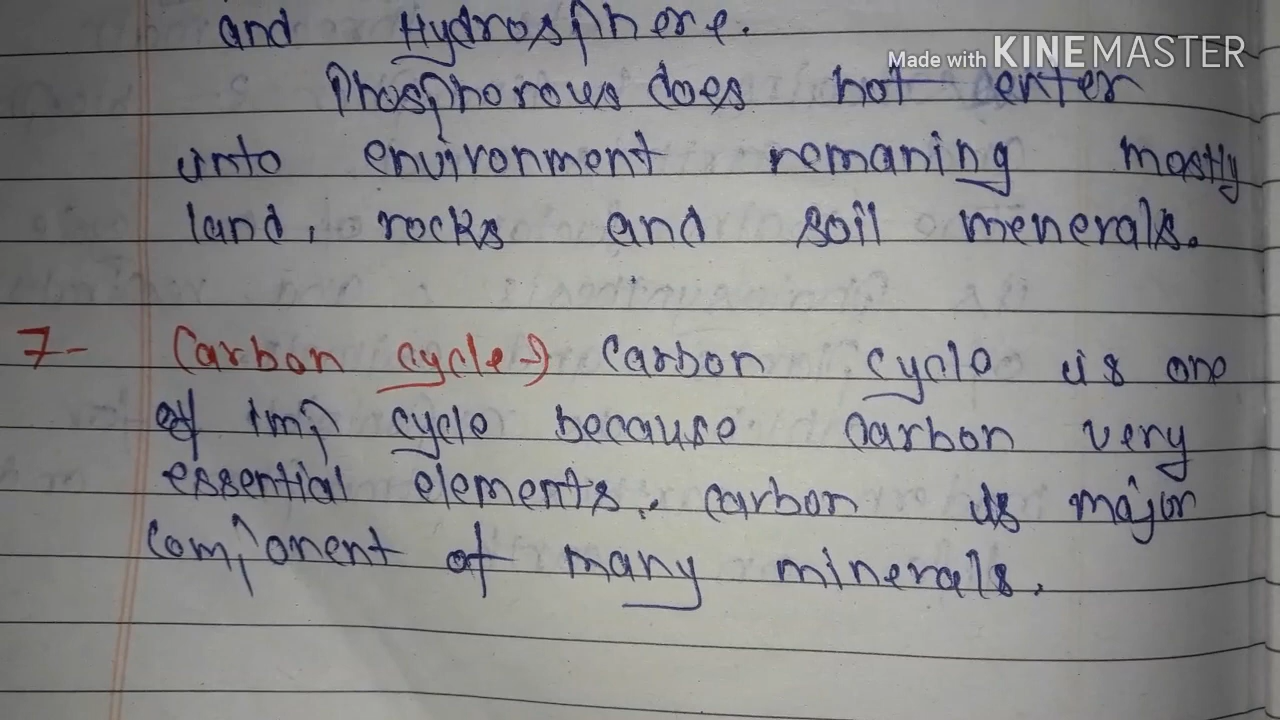 and Hydrosphere.
Made with KINEMASTER
Phosphorous does not enter
into environment remaning mostly
land, rocks and soil menerals.
7- Carbon cycle→ Carbon cycle is one
of imp cycle because carbon very
essential elements. carbon is major
component of many minerals.